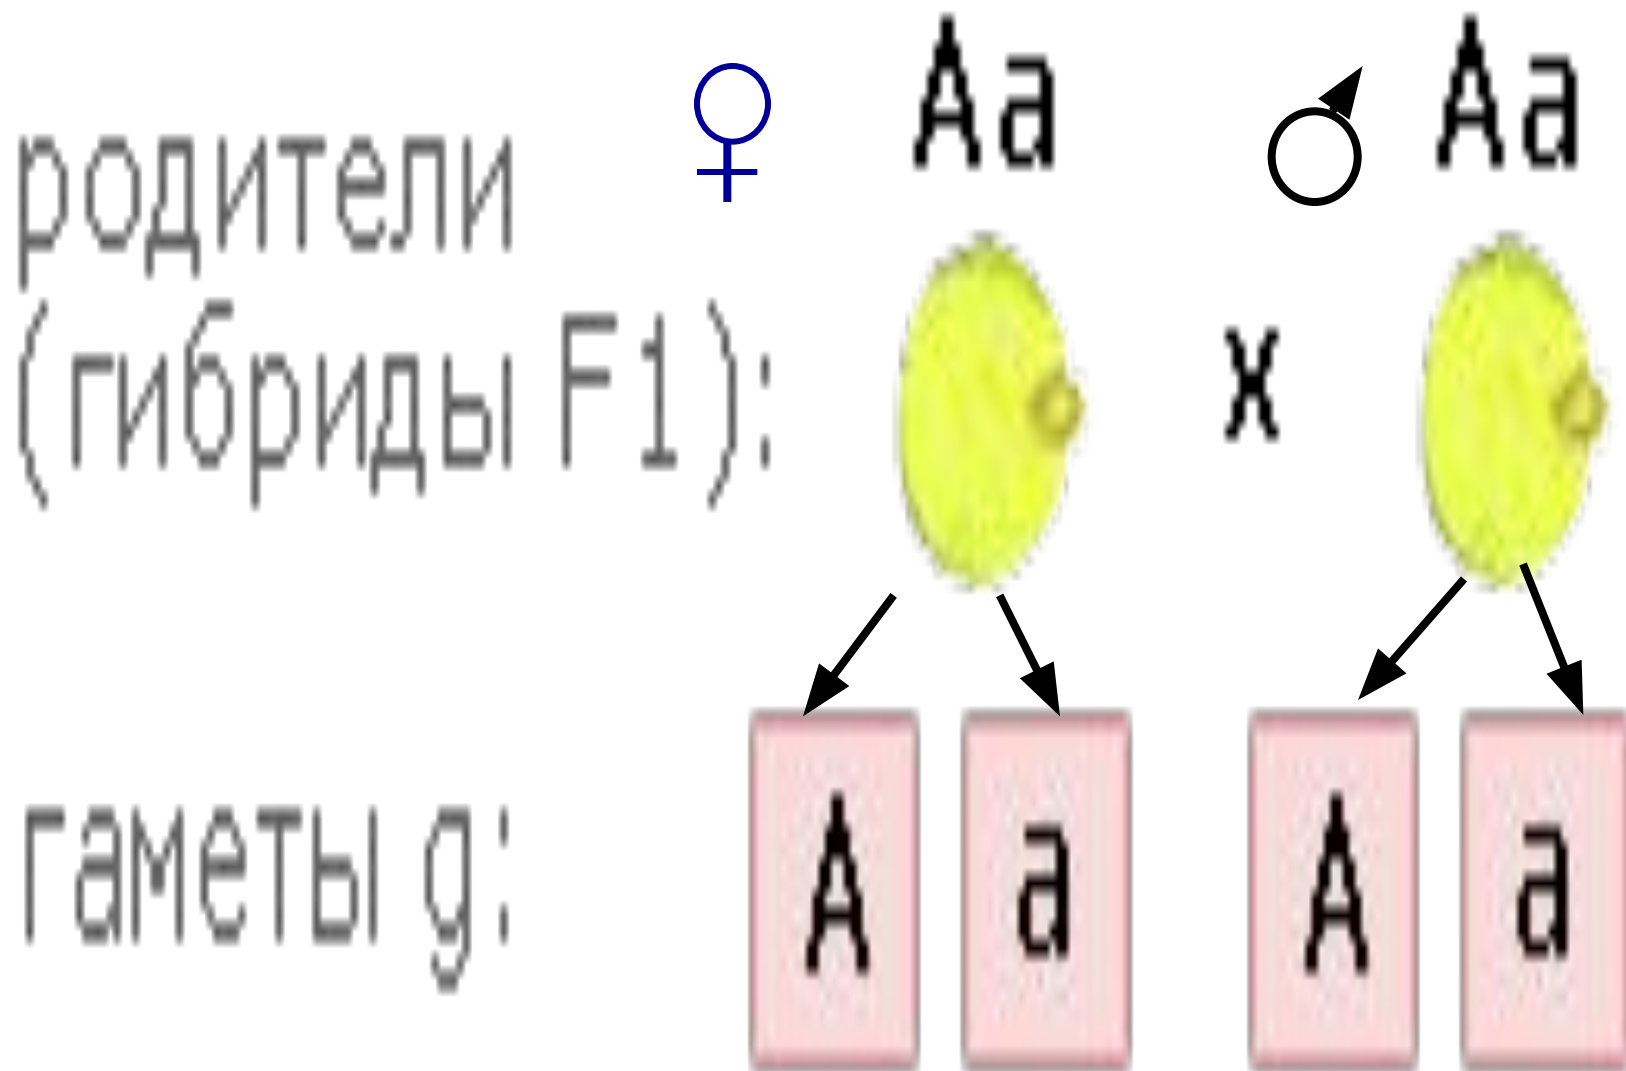 ♀ Aa ♂ Aa
родители
(гибриды F1): x
гаметы g: A a A a